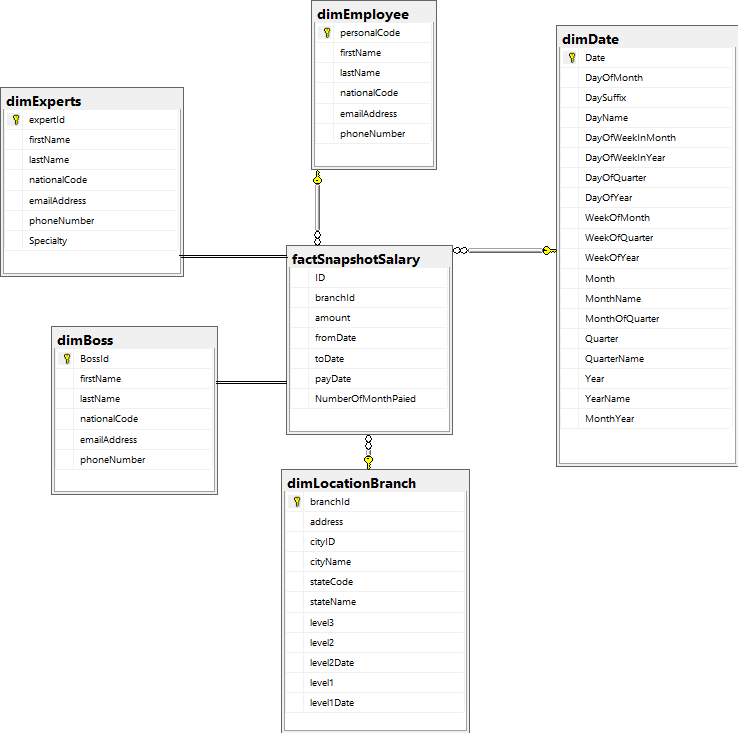 dimEmployee
personalCode
firstName
lastName
nationalCode
emailAddress
phoneNumber
dimDate
Date
DayOfMonth
DaySuffix
DayName
DayOfWeekInMonth
DayOfWeekInYear
DayOfQuarter
DayOfYear
WeekOfMonth
WeekOfQuarter
WeekOfYear
Month
MonthName
MonthOfQuarter
Quarter
QuarterName
Year
YearName
MonthYear
dimExperts
expertId
firstName
lastName
nationalCode
emailAddress
phoneNumber
Specialty
factSnapshotSalary
ID
branchId
amount
fromDate
toDate
payDate
NumberOfMonthPaied
dimBoss
BossId
firstName
lastName
nationalCode
emailAddress
phoneNumber
dimLocationBranch
branchId
address
cityID
cityName
stateCode
stateName
level3
level2
level2Date
level1
level1Date